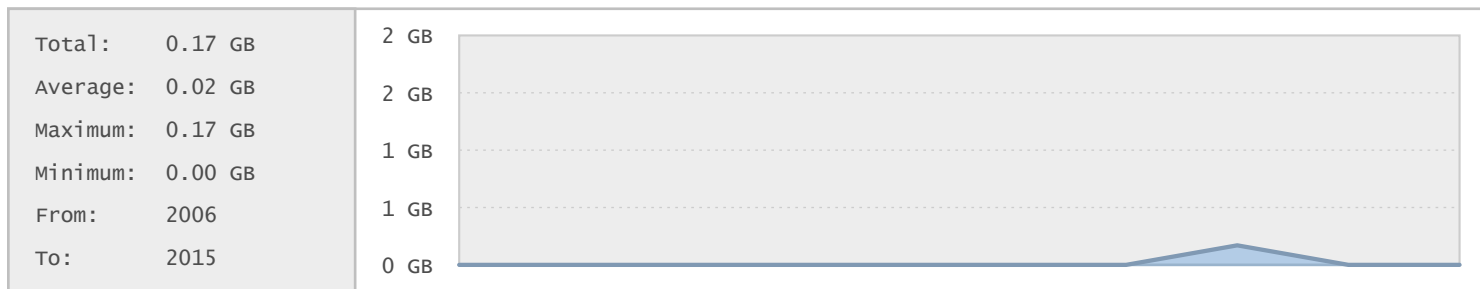 Total: 0.17 GB
Average: 0.02 GB
Maximum: 0.17 GB
Minimum: 0.00 GB
From: 2006
To: 2015
2 GB
2 GB
1 GB
1 GB
0 GB